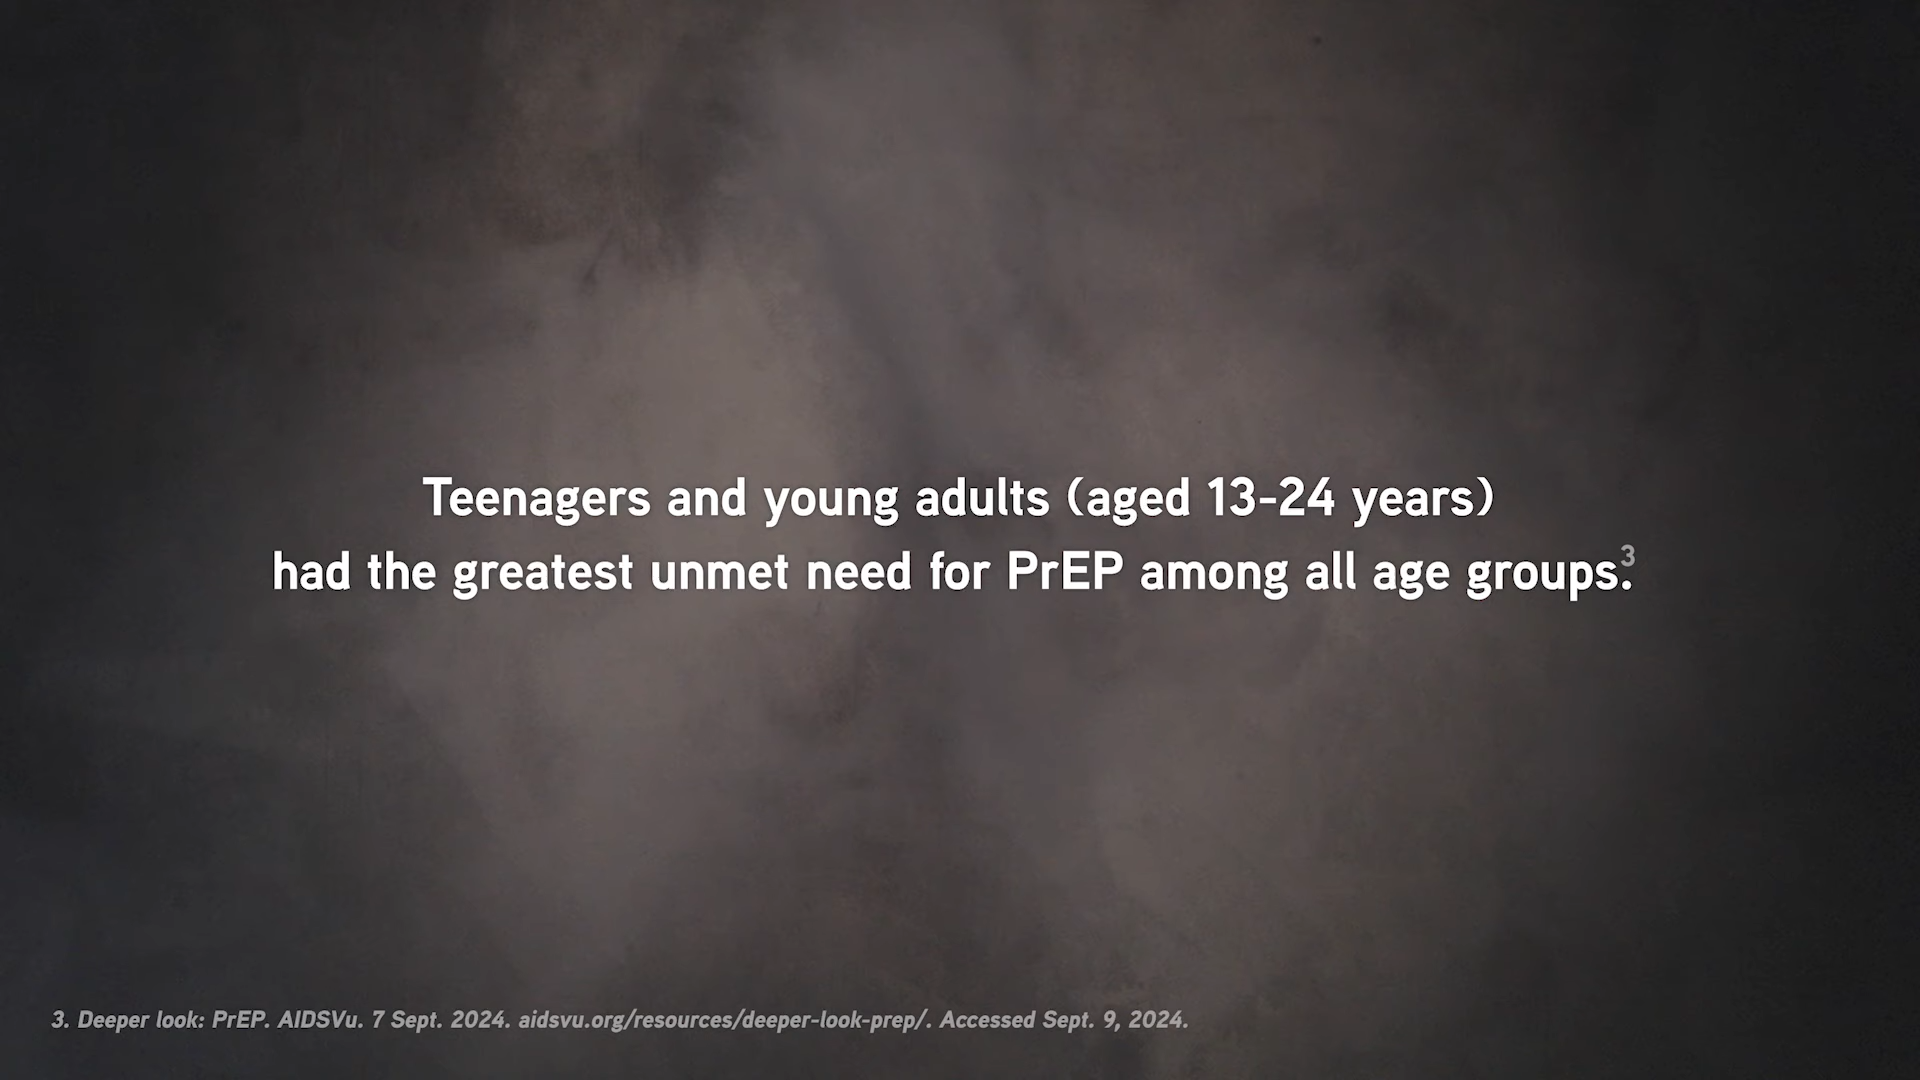 Teenagers and young adults (aged 13-24 years)
had the greatest unmet need for PrEP among all age groups.³
3. Deeper look: PrEP. AIDSVu. 7 Sept. 2024. aidsvu.org/resources/deeper-look-prep/. Accessed Sept. 9, 2024.